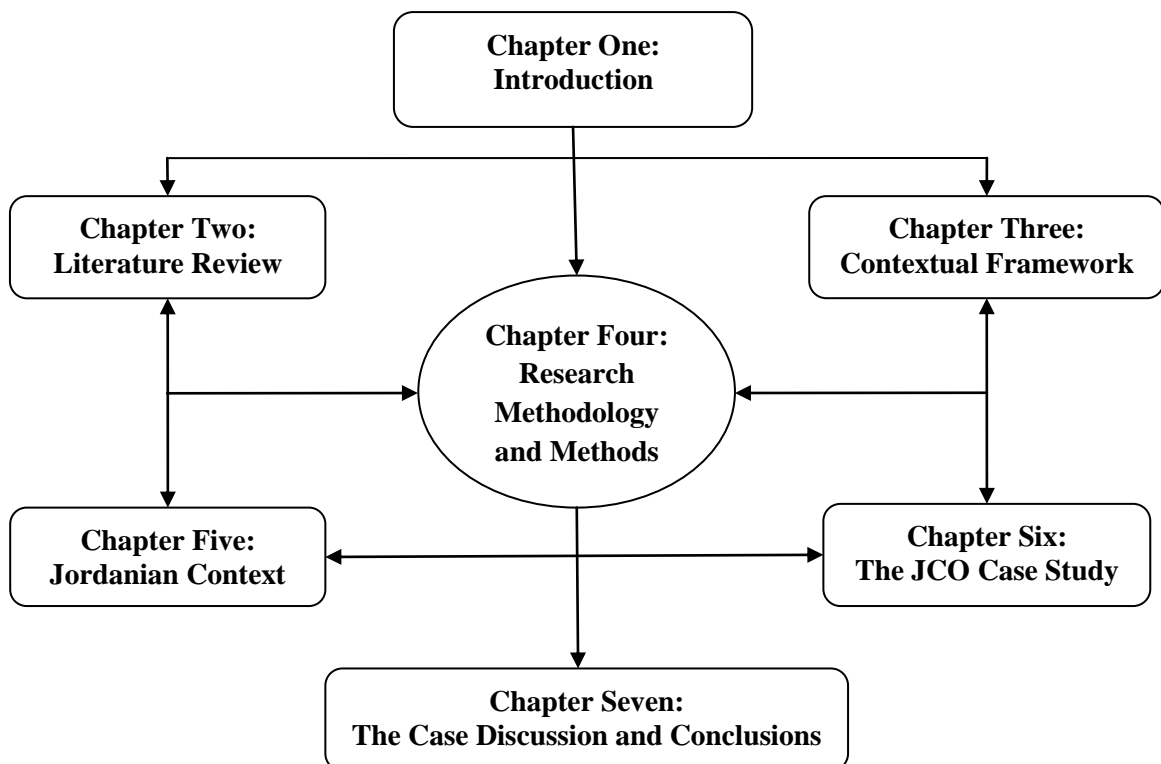 Chapter One:
Introduction
Chapter Two:
Literature Review
Chapter Three:
Contextual Framework
Chapter Four:
Research
Methodology
and Methods
Chapter Five:
Jordanian Context
Chapter Six:
The JCO Case Study
Chapter Seven:
The Case Discussion and Conclusions